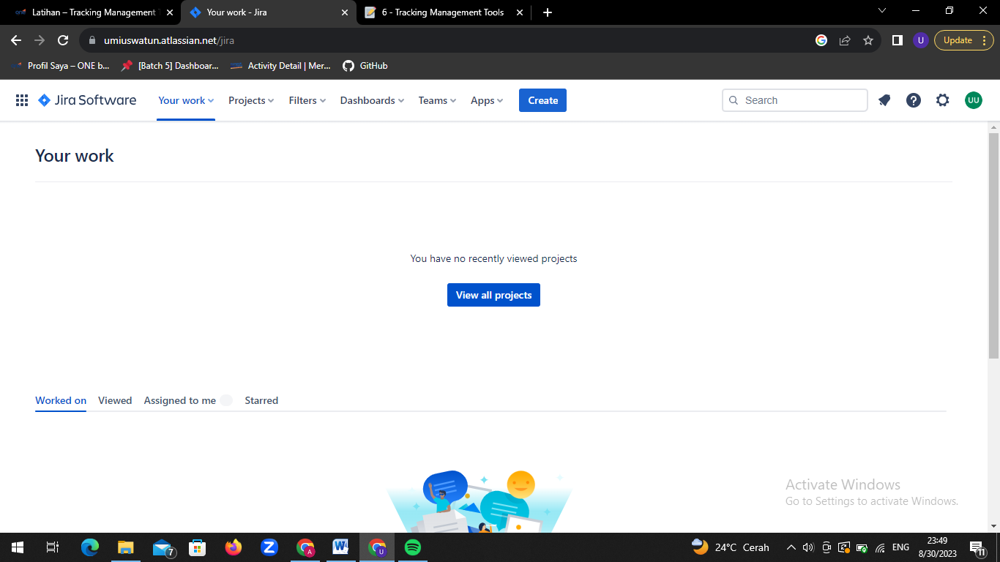 one Latihan – Tracking Management T
Your work - Jira
6 - Tracking Management Tools
umiuswatun.atlassian.net/jira
G
U
Update
Profil Saya – ONE b...
[Batch 5] Dashboar...
Activity Detail | Mer...
GitHub
Jira Software
Your work
Projects
Filters
Dashboards
Teams
Apps
Create
Search
?
UU
Your work
You have no recently viewed projects
View all projects
Worked on
Viewed
Assigned to me
Starred
Activate Windows
Go to Settings to activate Windows.
7
Z
A
W
U
24°C Cerah
ENG
23:49
8/30/2023
11